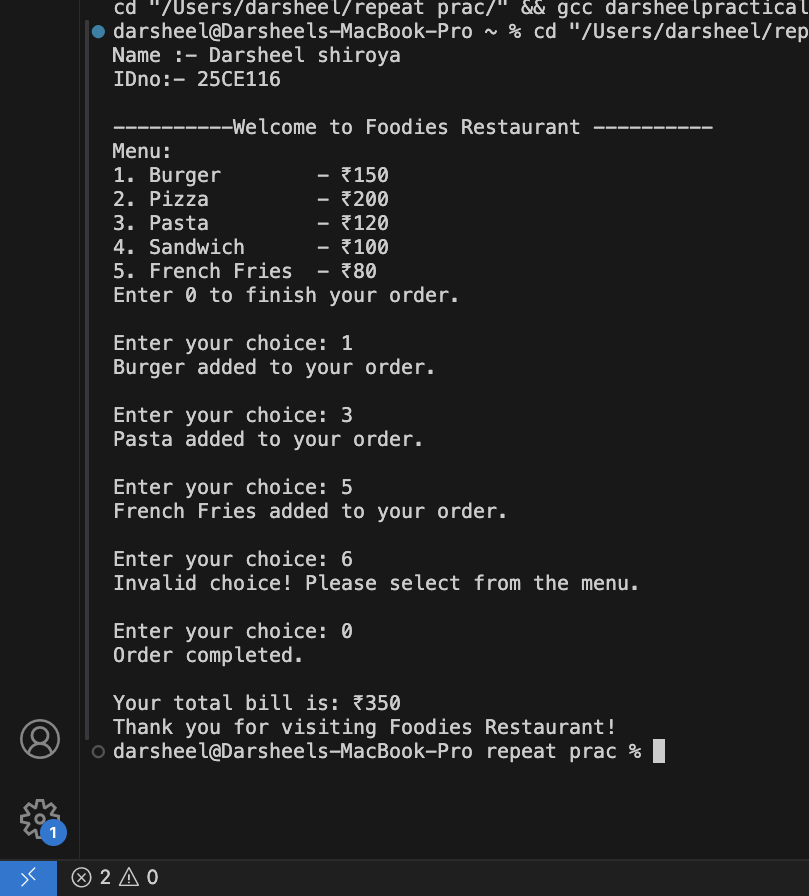 cd "/Users/darsheel/repeat prac/" && gcc darsheelpractical
darsheel@Darsheels-MacBook-Pro ~ % cd "/Users/darsheel/rep
Name :- Darsheel shiroya
IDno:- 25CE116
----------Welcome to Foodies Restaurant ----------
Menu:
1. Burger        - ₹150
2. Pizza         - ₹200
3. Pasta         - ₹120
4. Sandwich      - ₹100
5. French Fries  - ₹80
Enter 0 to finish your order.
Enter your choice: 1
Burger added to your order.
Enter your choice: 3
Pasta added to your order.
Enter your choice: 5
French Fries added to your order.
Enter your choice: 6
Invalid choice! Please select from the menu.
Enter your choice: 0
Order completed.
Your total bill is: ₹350
Thank you for visiting Foodies Restaurant!
darsheel@Darsheels-MacBook-Pro repeat prac %
1
2 0